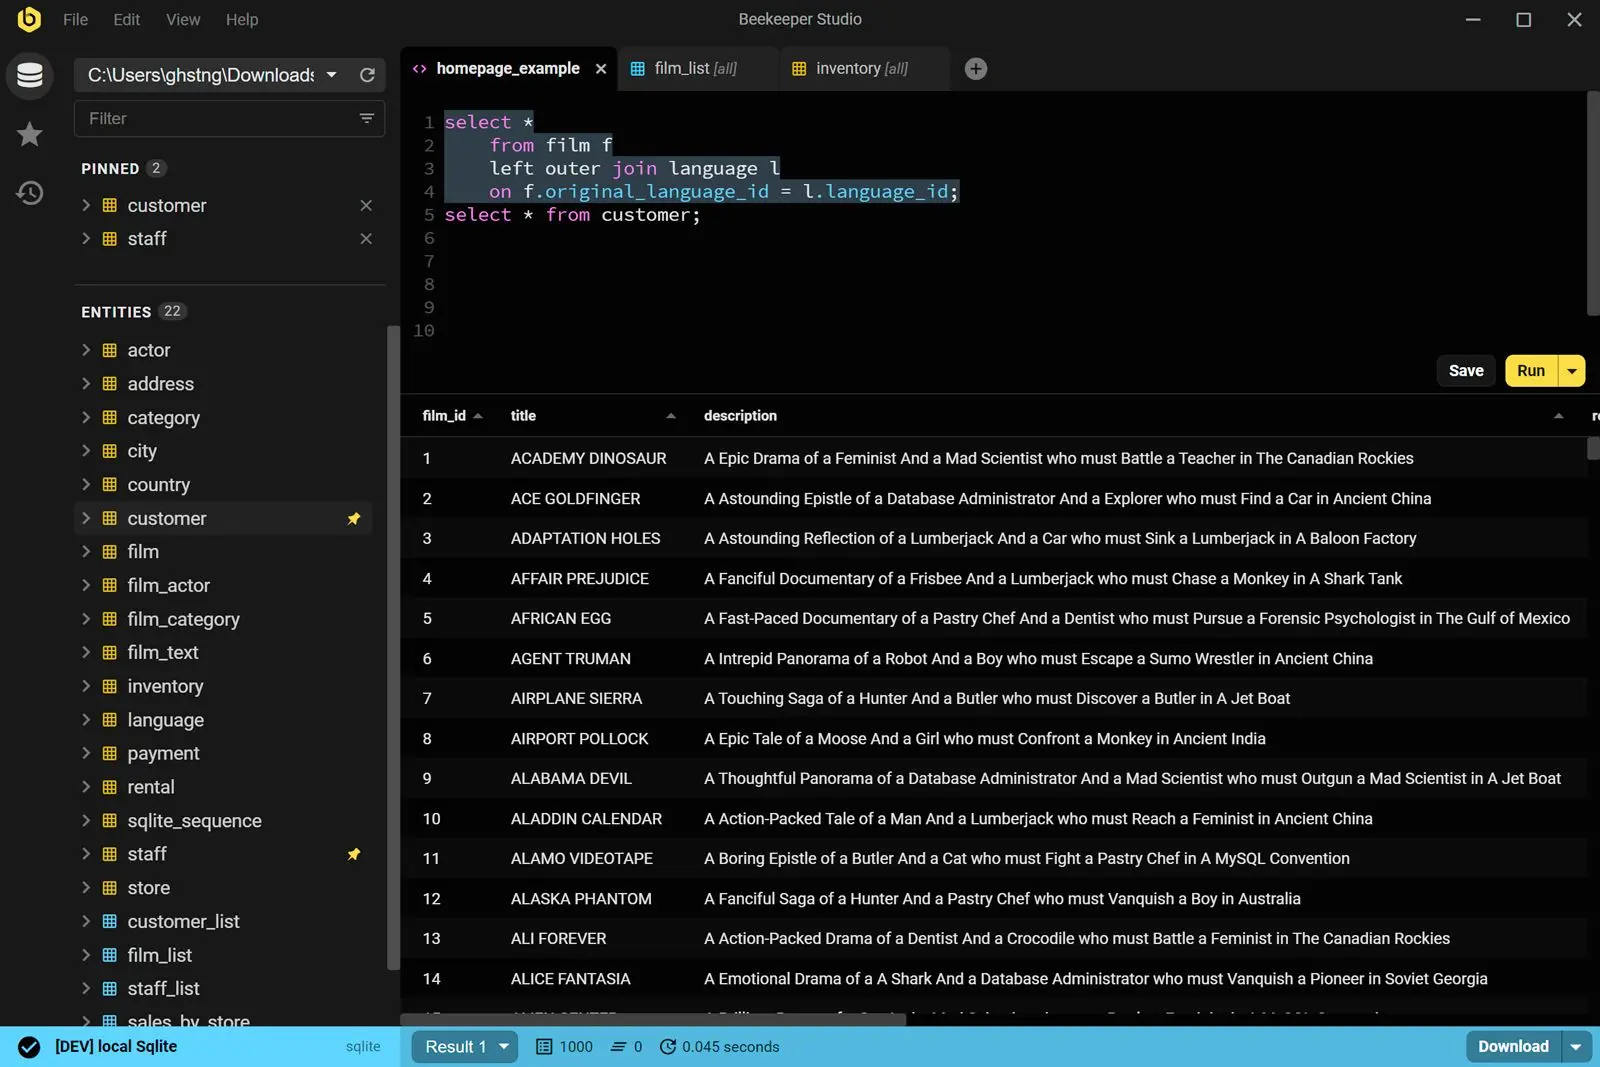 File Edit View Help
Beekeeper Studio
C:\Users\ghstng\Downloads
Filter
PINNED 2
customer
staff
ENTITIES 22
actor
address
category
city
country
customer
film
film_actor
film_category
film_text
inventory
language
payment
rental
sqlite_sequence
staff
store
customer_list
film_list
staff_list
sales_by_store
homepage_example
film_list [all]
inventory [all]
1 select *
2 from film f
3 left outer join language l
4 on f.original_language_id = l.language_id;
5 select * from customer;
6
7
8
9
10
Save
Run
film_id title description
1 ACADEMY DINOSAUR A Epic Drama of a Feminist And a Mad Scientist who must Battle a Teacher in The Canadian Rockies
2 ACE GOLDFINGER A Astounding Epistle of a Database Administrator And a Explorer who must Find a Car in Ancient China
3 ADAPTATION HOLES A Astounding Reflection of a Lumberjack And a Car who must Sink a Lumberjack in A Baloon Factory
4 AFFAIR PREJUDICE A Fanciful Documentary of a Frisbee And a Lumberjack who must Chase a Monkey in A Shark Tank
5 AFRICAN EGG A Fast-Paced Documentary of a Pastry Chef And a Dentist who must Pursue a Forensic Psychologist in The Gulf of Mexico
6 AGENT TRUMAN A Intrepid Panorama of a Robot And a Boy who must Escape a Sumo Wrestler in Ancient China
7 AIRPLANE SIERRA A Touching Saga of a Hunter And a Butler who must Discover a Butler in A Jet Boat
8 AIRPORT POLLOCK A Epic Tale of a Moose And a Girl who must Confront a Monkey in Ancient India
9 ALABAMA DEVIL A Thoughtful Panorama of a Database Administrator And a Mad Scientist who must Outgun a Mad Scientist in A Jet Boat
10 ALADDIN CALENDAR A Action-Packed Tale of a Man And a Lumberjack who must Reach a Feminist in Ancient China
11 ALAMO VIDEOTAPE A Boring Epistle of a Butler And a Cat who must Fight a Pastry Chef in A MySQL Convention
12 ALASKA PHANTOM A Fanciful Saga of a Hunter And a Pastry Chef who must Vanquish a Boy in Australia
13 ALI FOREVER A Action-Packed Drama of a Dentist And a Crocodile who must Battle a Feminist in The Canadian Rockies
14 ALICE FANTASIA A Emotional Drama of a A Shark And a Database Administrator who must Vanquish a Pioneer in Soviet Georgia
[DEV] local Sqlite
sqlite
Result 1
1000
0
0.045 seconds
Download